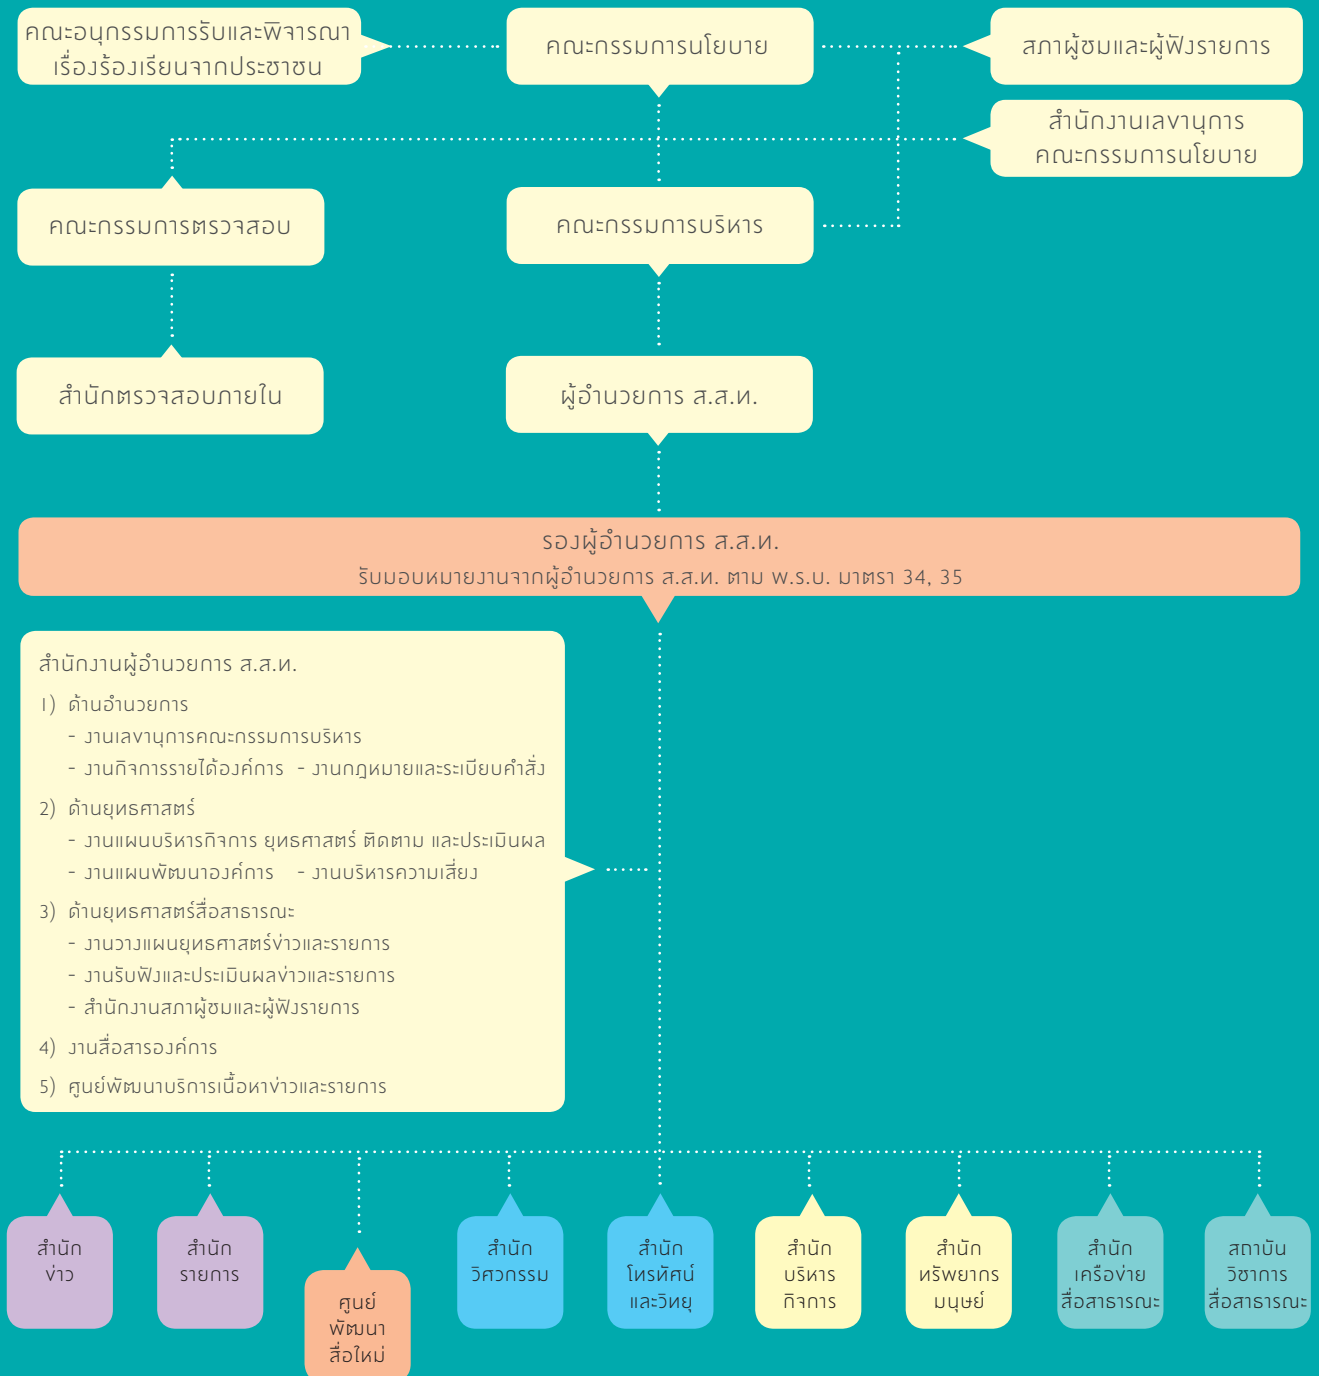 คณะอนุกรรมการรับและพิจารณา
เรื่องร้องเรียนจากประชาชน
คณะกรรมการนโยบาย
สภาผู้ชมและผู้ฟังรายการ
สำนักงานเลขานุการ
คณะกรรมการนโยบาย
คณะกรรมการตรวจสอบ
คณะกรรมการบริหาร
สำนักตรวจสอบภายใน
ผู้อำนวยการ ส.ส.ท.
รองผู้อำนวยการ ส.ส.ท.
รับมอบหมายงานจากผู้อำนวยการ ส.ส.ท. ตาม พ.ร.บ. มาตรา 34, 35
สำนักงานผู้อำนวยการ ส.ส.ท.
1) ด้านอำนวยการ
- งานเลขานุการคณะกรรมการบริหาร
- งานกิจการรายได้องค์การ - งานกฎหมายและระเบียบคำสั่ง
2) ด้านยุทธศาสตร์
- งานแผนบริหารกิจการ ยุทธศาสตร์ ติดตาม และประเมินผล
- งานแผนพัฒนาองค์การ - งานบริหารความเสี่ยง
3) ด้านยุทธศาสตร์สื่อสาธารณะ
- งานวางแผนยุทธศาสตร์ข่าวและรายการ
- งานรับฟังและประเมินผลข่าวและรายการ
- สำนักงานสภาผู้ชมและผู้ฟังรายการ
4) งานสื่อสารองค์การ
5) ศูนย์พัฒนาบริการเนื้อหาข่าวและรายการ
สำนัก
ข่าว
สำนัก
รายการ
ศูนย์
พัฒนา
สื่อใหม่
สำนัก
วิศวกรรม
สำนัก
โทรทัศน์
และวิทยุ
สำนัก
บริหาร
กิจการ
สำนัก
ทรัพยากร
มนุษย์
สำนัก
เครือข่าย
สื่อสาธารณะ
สถาบัน
วิชาการ
สื่อสาธารณะ